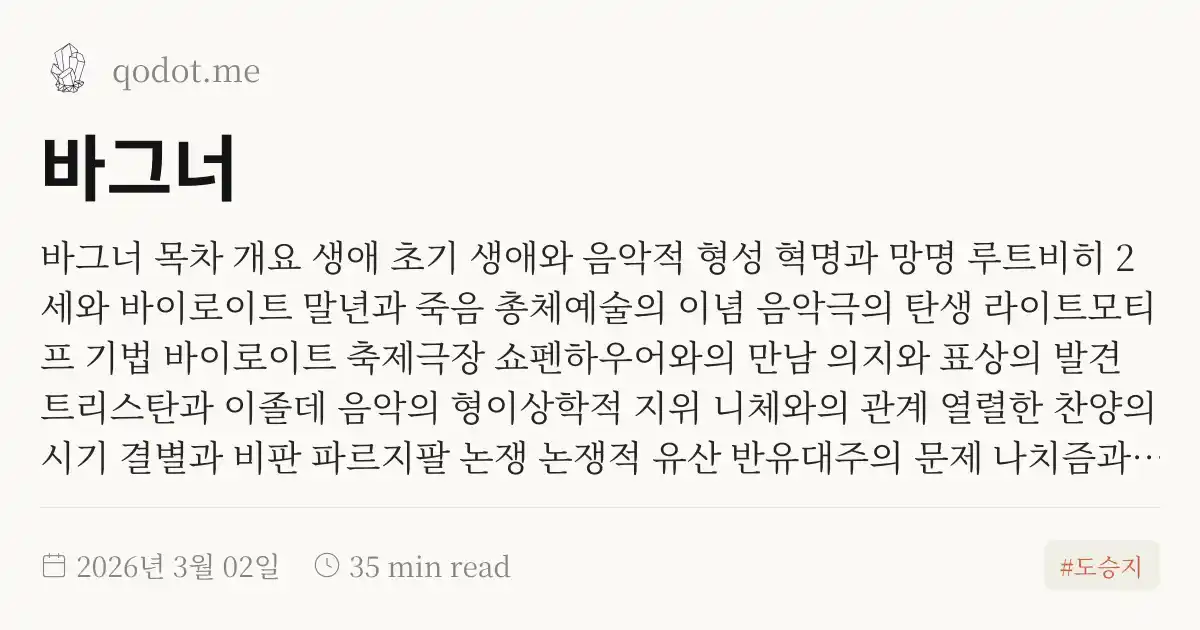 qodot.me
바그너
바그너 목차 개요 생애 초기 생애와 음악적 형성 혁명과 망명 루트비히 2
세와 바이로이트 말년과 죽음 총체예술의 이념 음악극의 탄생 라이트모티
프 기법 바이로이트 축제극장 쇼펜하우어와의 만남 의지와 표상의 발견
트리스탄과 이졸데 음악의 형이상학적 지위 니체와의 관계 열렬한 찬양의
시기 결별과 비판 파르지팔 논쟁 논쟁적 유산 반유대주의 문제 나치즘과…
2026년 3월 02일 35 min read
#도승지